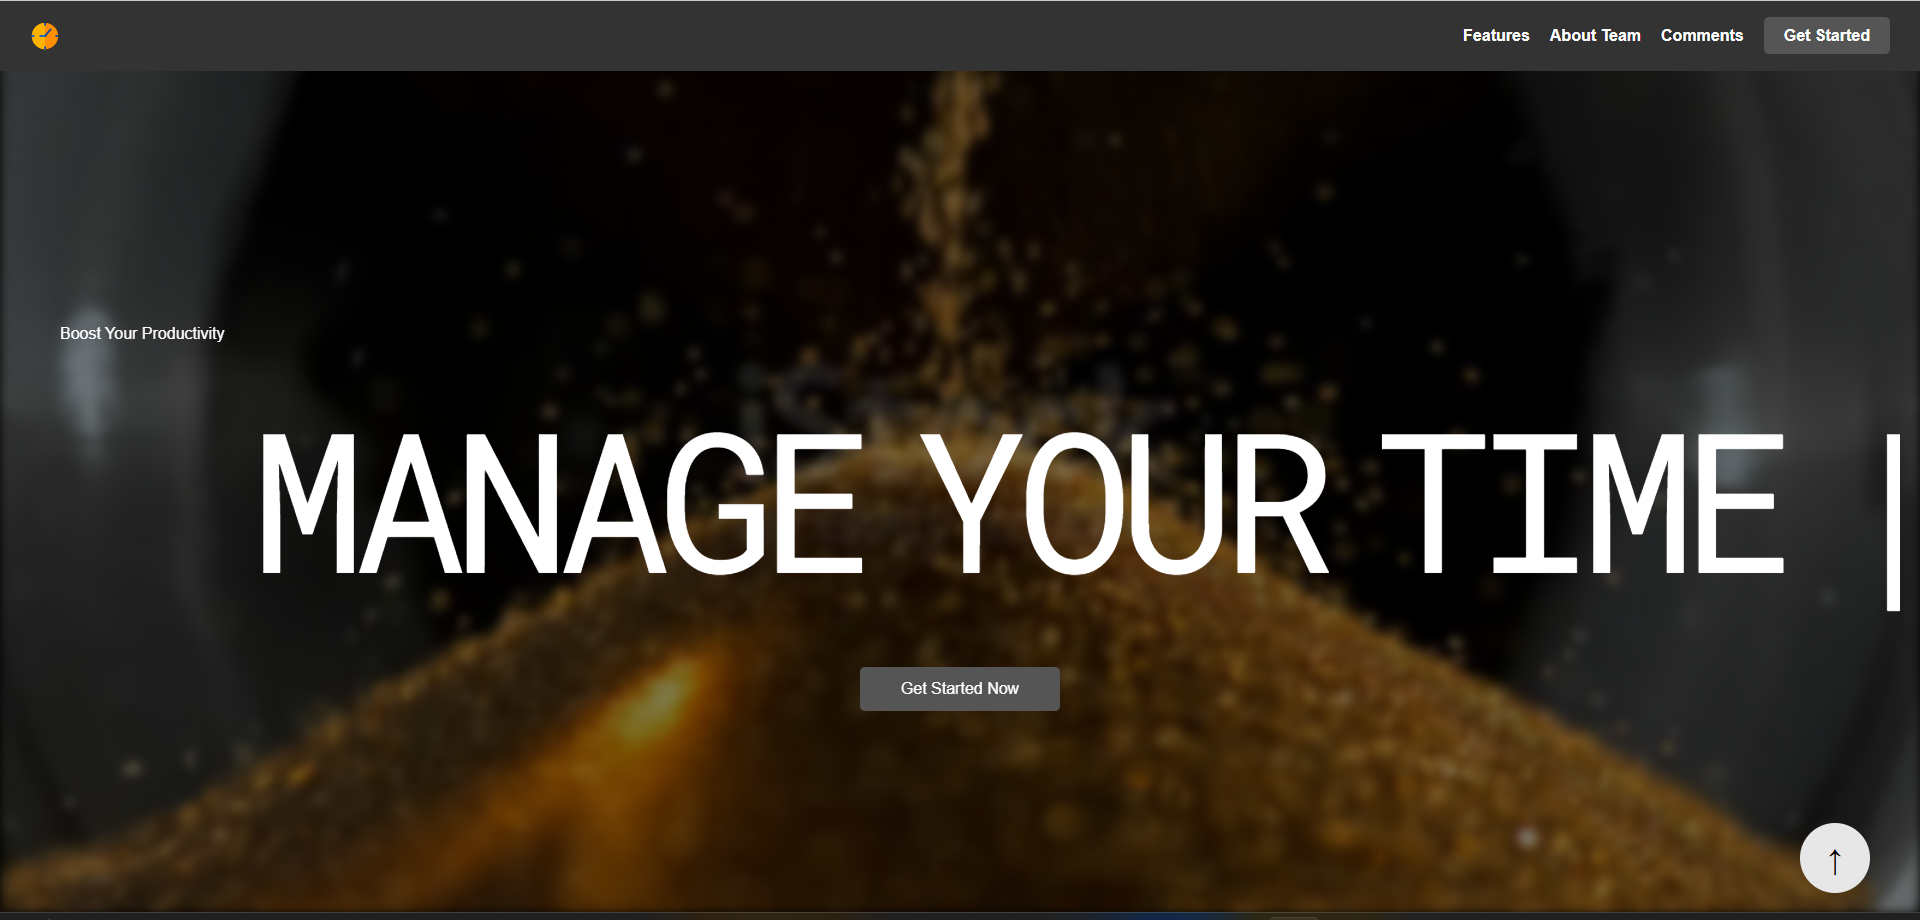 Features
About Team
Comments
Get Started
Boost Your Productivity
MANAGE YOUR TIME |
Get Started Now
↑